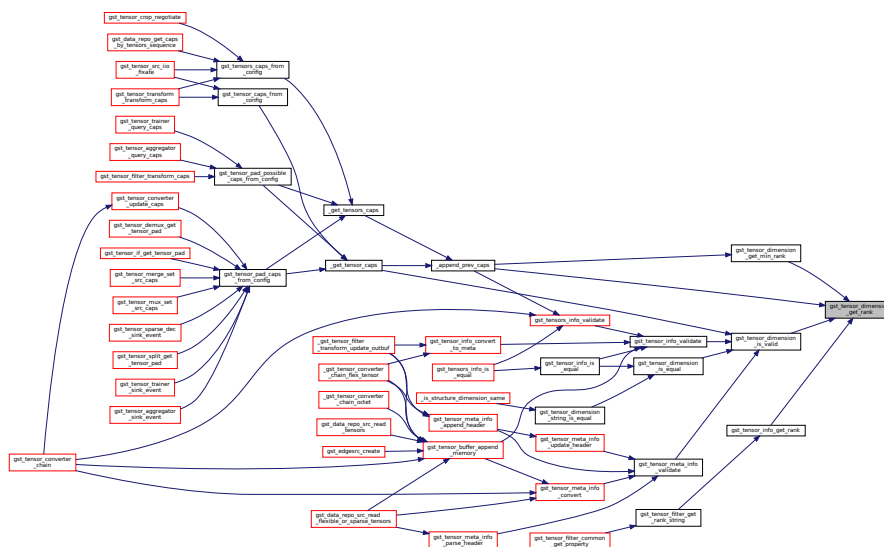 gst_tensor_crop_negotiate
gst_data_repo_get_caps
_by_tensors_sequence
gst_tensor_src_iio
_fixate
gst_tensor_transform
_transform_caps
gst_tensors_caps_from
_config
gst_tensor_caps_from
_config
gst_tensor_trainer
_query_caps
gst_tensor_aggregator
_query_caps
gst_tensor_filter_transform_caps
gst_tensor_pad_possible
_caps_from_config
gst_tensor_converter
_update_caps
gst_tensor_demux_get
_tensor_pad
gst_tensor_if_get_tensor_pad
gst_tensor_merge_set
_src_caps
gst_tensor_mux_set
_src_caps
gst_tensor_sparse_dec
_sink_event
gst_tensor_split_get
_tensor_pad
gst_tensor_trainer
_sink_event
gst_tensor_aggregator
_sink_event
gst_tensor_pad_caps
_from_config
_get_tensors_caps
_get_tensor_caps
_append_prev_caps
gst_tensor_dimension
_get_min_rank
gst_tensor_dimension
_get_rank
gst_tensors_info_validate
gst_tensor_info_validate
gst_tensor_dimension
_is_valid
gst_tensor_filter
_transform_update_outbuf
gst_tensor_info_convert
_to_meta
gst_tensor_converter
_chain_flex_tensor
gst_tensors_info_is
_equal
gst_tensor_info_is
_equal
gst_tensor_dimension
_is_equal
gst_tensor_converter
_chain_octet
_is_structure_dimension_same
gst_tensor_dimension
_string_is_equal
gst_data_repo_src_read
_tensors
gst_tensor_meta_info
_append_header
gst_tensor_info_get_rank
gst_edgesrc_create
gst_tensor_buffer_append
_memory
gst_tensor_meta_info
_update_header
gst_tensor_converter
_chain
gst_tensor_meta_info
_validate
gst_tensor_meta_info
_convert
gst_data_repo_src_read
_flexible_or_sparse_tensors
gst_tensor_filter_get
_rank_string
gst_tensor_meta_info
_parse_header
gst_tensor_filter_common
_get_property